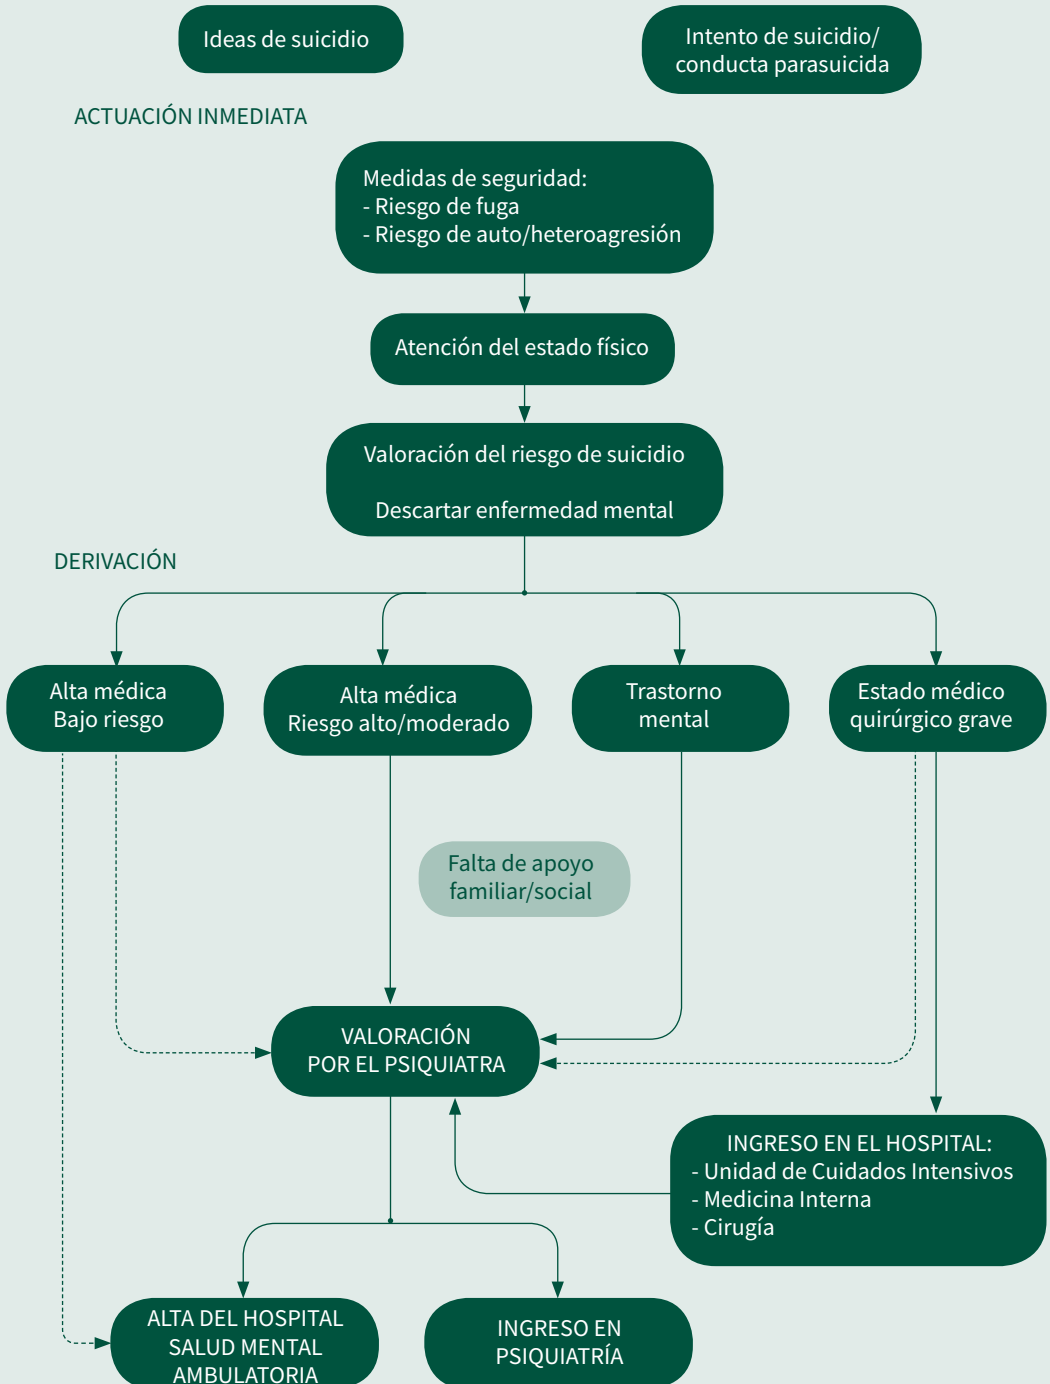 Ideas de suicidio
Intento de suicidio/
conducta parasuicida
ACTUACIÓN INMEDIATA
Medidas de seguridad:
- Riesgo de fuga
- Riesgo de auto/heteroagresión
Atención del estado físico
Valoración del riesgo de suicidio
Descartar enfermedad mental
DERIVACIÓN
Alta médica
Bajo riesgo
Alta médica
Riesgo alto/moderado
Trastorno
mental
Estado médico
quirúrgico grave
Falta de apoyo
familiar/social
VALORACIÓN
POR EL PSIQUIATRA
INGRESO EN EL HOSPITAL:
- Unidad de Cuidados Intensivos
- Medicina Interna
- Cirugía
ALTA DEL HOSPITAL
SALUD MENTAL
AMBULATORIA
INGRESO EN
PSIQUIATRÍA